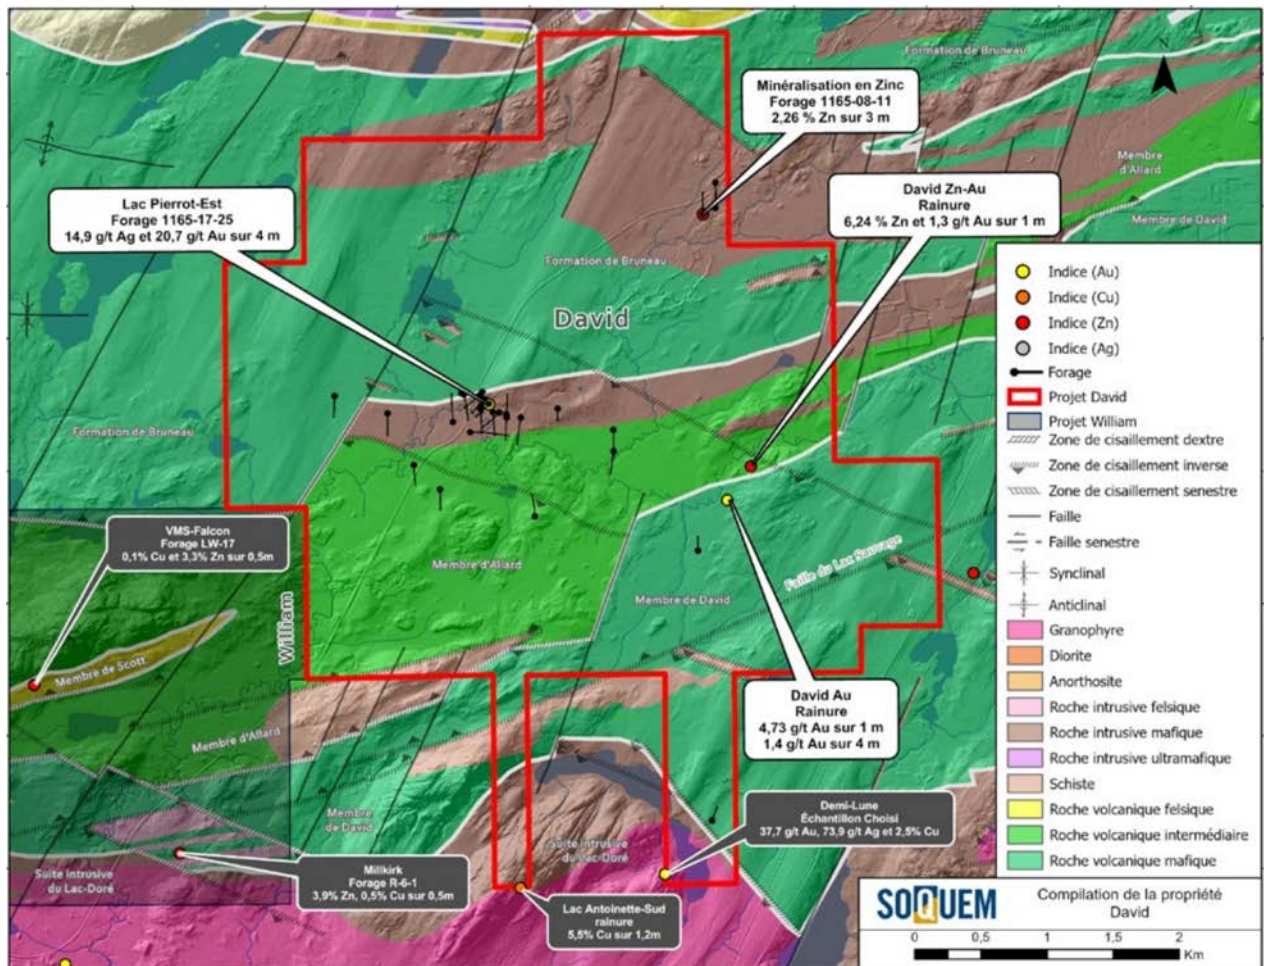 Formation de Bruneau
N
Minéralisation en Zinc
Forage 1165-08-11
2,26 % Zn sur 3 m
Membre
d'Allard
Lac Pierrot-Est
Forage 1165-17-25
14,9 g/t Ag et 20,7 g/t Au sur 4 m
David Zn-Au
Rainure
6,24 % Zn et 1,3 g/t Au sur 1 m
Membre de David
Formation de Bruneau
David
Formation de Bruneau
VMS-Falcon
Forage LW-17
0,1% Cu et 3,3% Zn sur 0,5m
Membre d'Allard
Faille du Lac Sauvage
Membre de David
William
Membre de Scott
Membre d'Allard
David Au
Rainure
4,73 g/t Au sur 1 m
1,4 g/t Au sur 4 m
Membre
de David
Demi-Lune
Échantillon Choisi
37,7 g/t Au, 73,9 g/t Ag et 2,5% Cu
Suite intrusive
du Lac-Doré
Suite intrusive
du Lac-Doré
Millkirk
Forage R-6-1
3,9% Zn, 0,5% Cu sur 0,5m
Lac Antoinette-Sud
rainure
5,5% Cu sur 1,2m
Indice (Au)
Indice (Cu)
Indice (Zn)
Indice (Ag)
Forage
Projet David
Projet William
Zone de cisaillement dextre
Zone de cisaillement inverse
Zone de cisaillement senestre
Faille
Faille senestre
Synclinal
Anticlinal
Granophyre
Diorite
Anorthosite
Roche intrusive felsique
Roche intrusive mafique
Roche intrusive ultramafique
Schiste
Roche volcanique felsique
Roche volcanique intermédiaire
Roche volcanique mafique
SOQUEM
Compilation de la propriété
David
0 0,5 1 1,5 2
Km